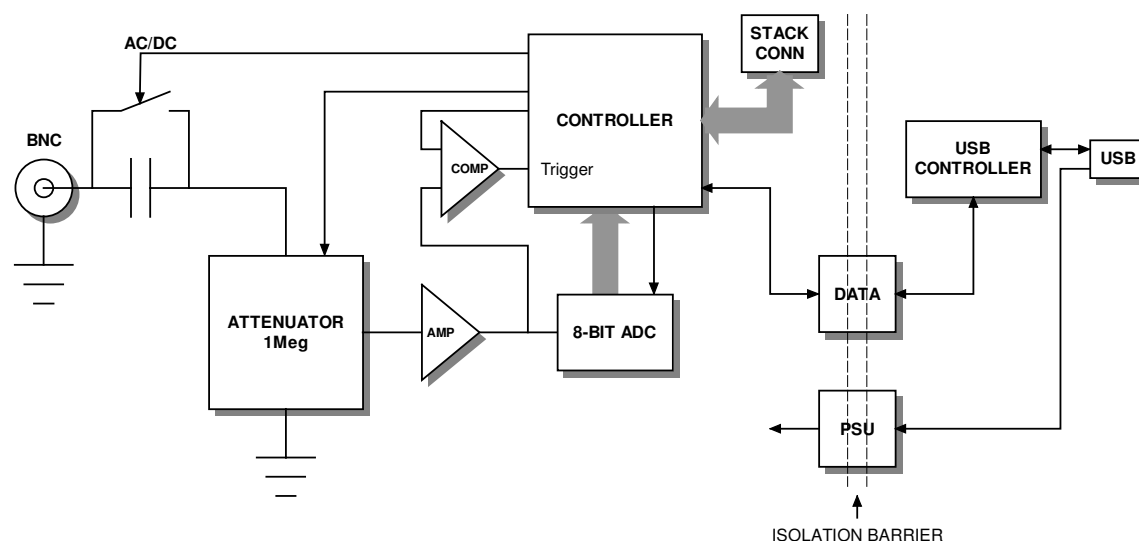 STACK
CONN
AC/DC
CONTROLLER
BNC
USB
CONTROLLER
USB
COMP
Trigger
DATA
ATTENUATOR
1Meg
AMP
8-BIT ADC
PSU
ISOLATION BARRIER